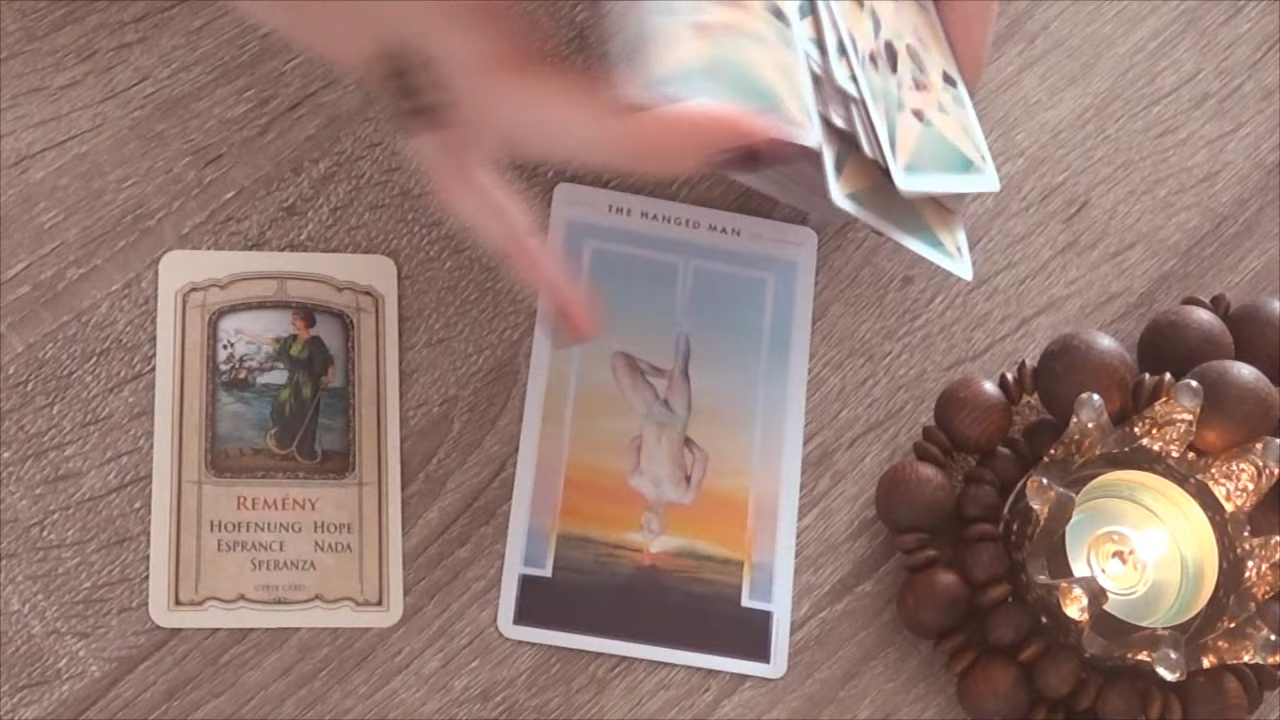 REMÉNY
HOFFNUNG HOPE
ESPRANCE NADA
SPERANZA
THE HANGED MAN